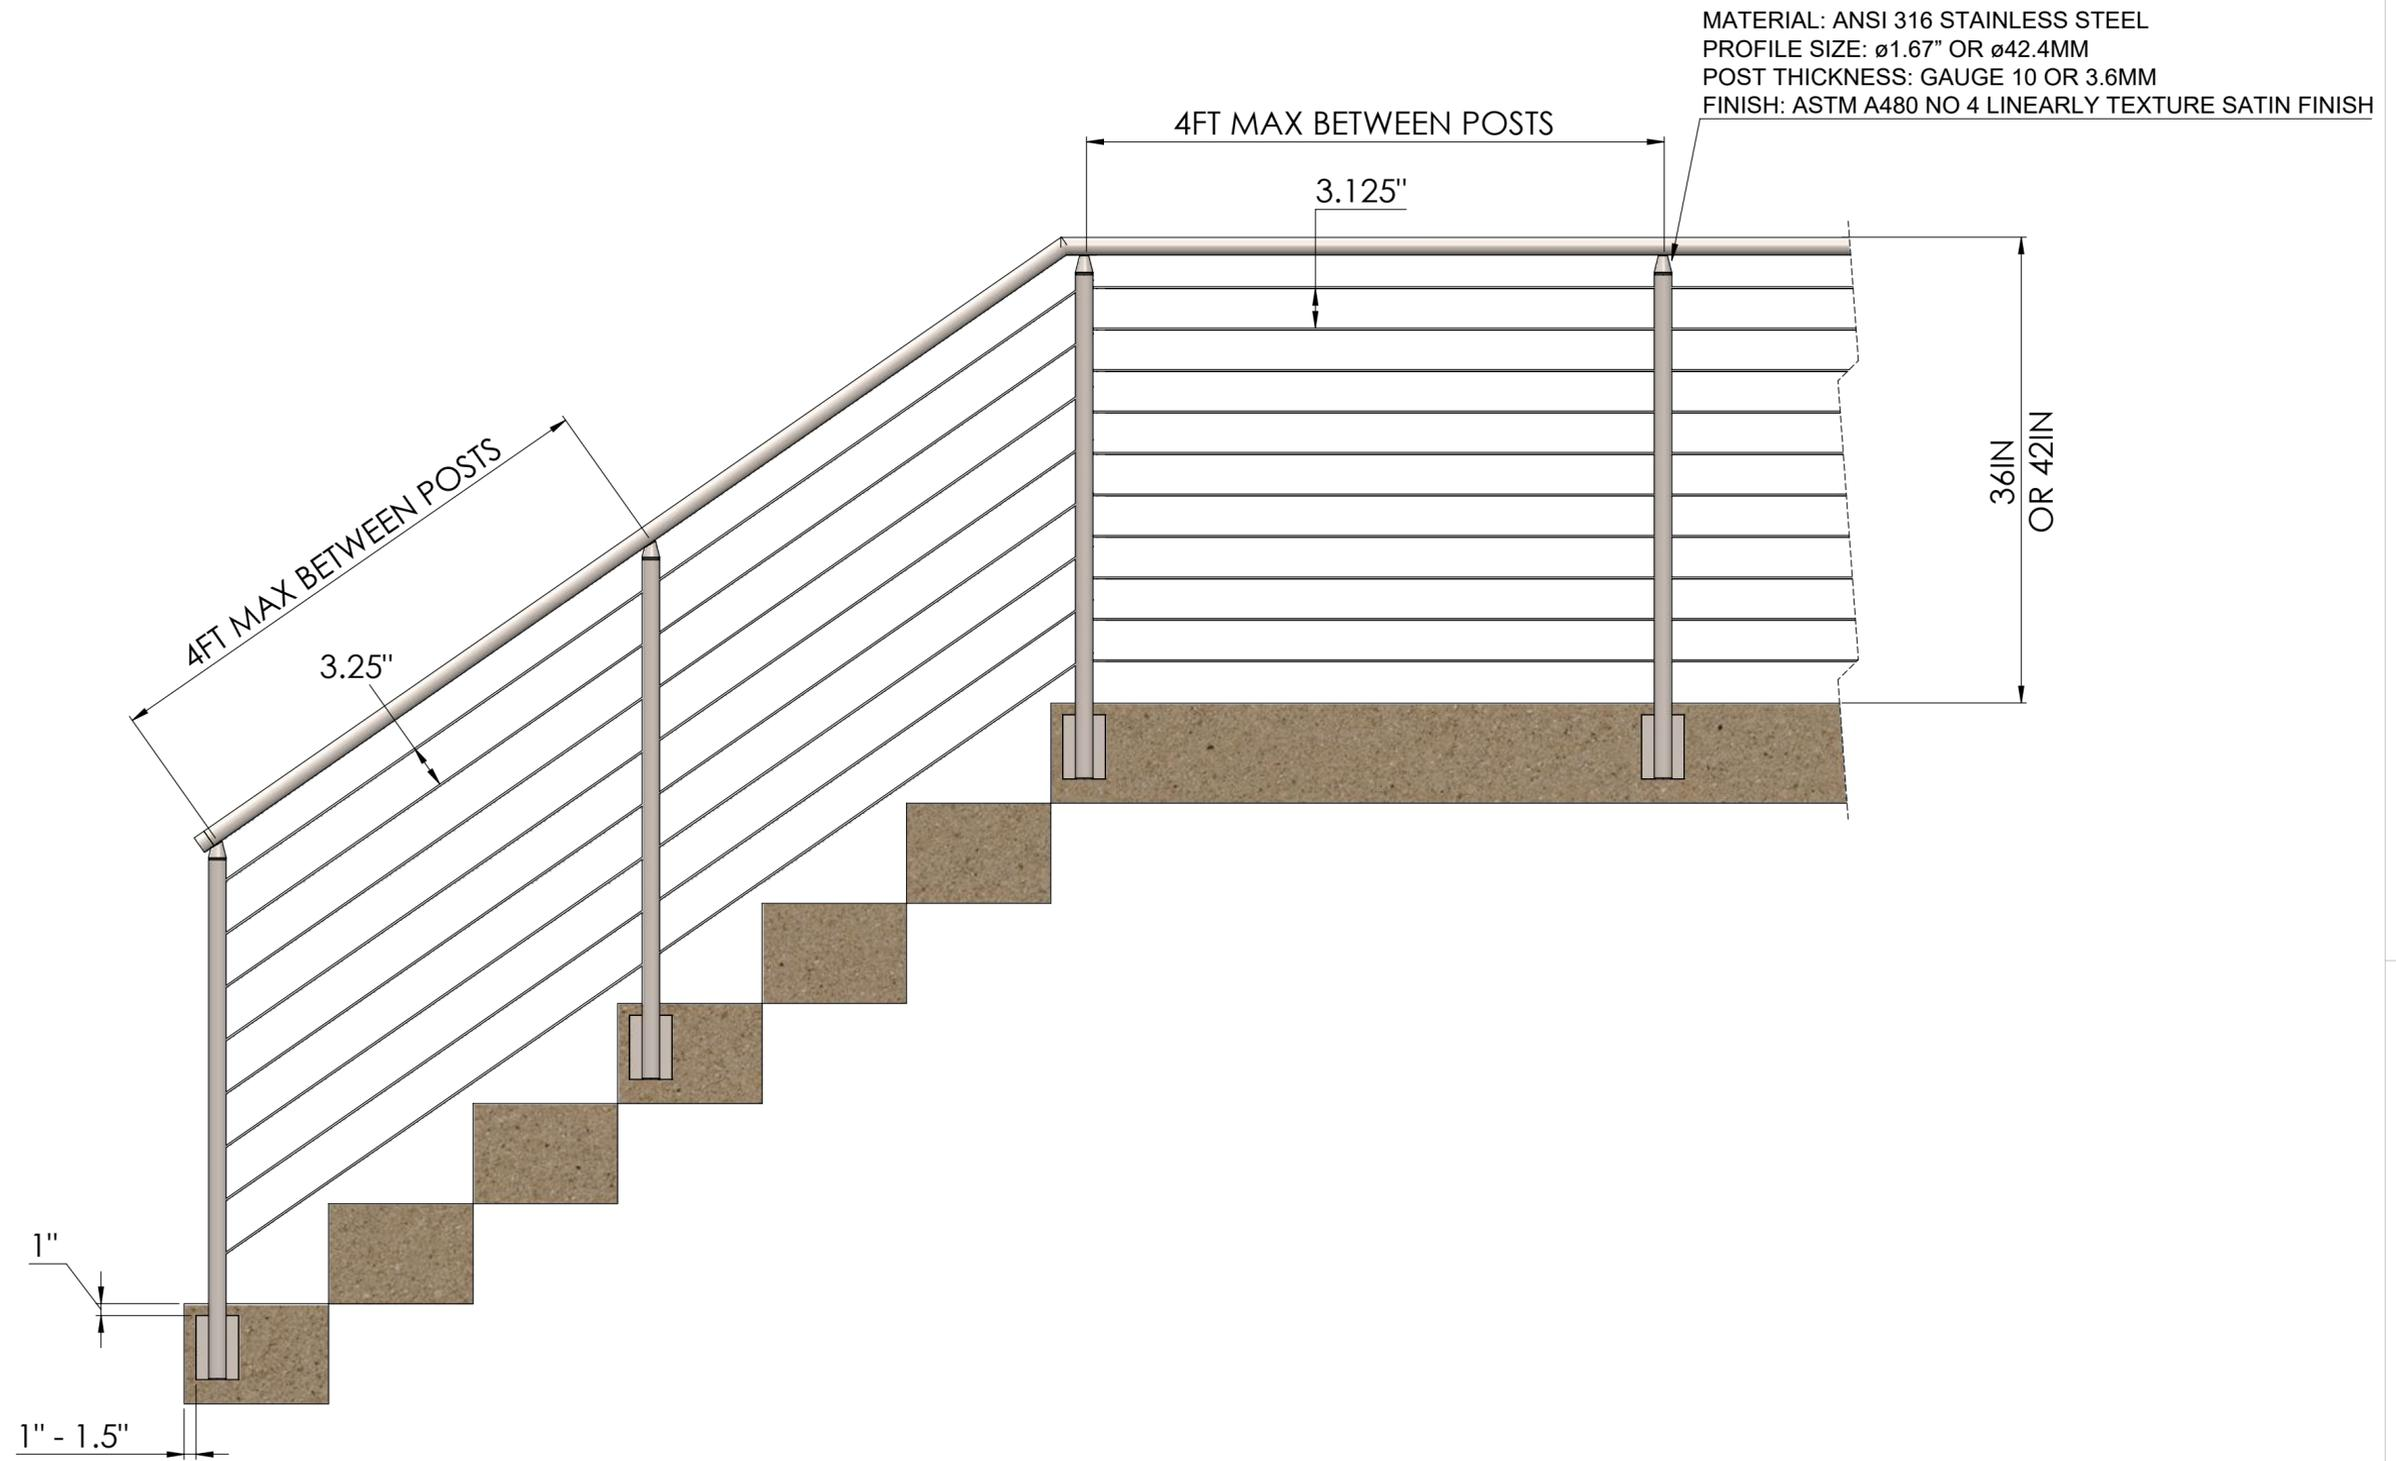 MATERIAL: ANSI 316 STAINLESS STEEL
PROFILE SIZE: ø1.67” OR ø42.4MM
POST THICKNESS: GAUGE 10 OR 3.6MM
FINISH: ASTM A480 NO 4 LINEARLY TEXTURE SATIN FINISH
4FT MAX BETWEEN POSTS
3.125"
36IN
OR 42IN
4FT MAX BETWEEN POSTS
3.25"
1"
1" - 1.5"